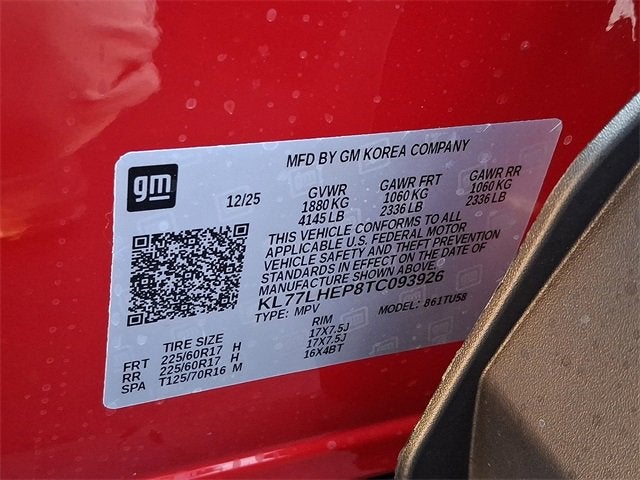 MFD BY GM KOREA COMPANY
gm
12/25 GVWR GAWR FRT GAWR RR
1880 KG 1060 KG 1060 KG
4145 LB 2336 LB 2336 LB
THIS VEHICLE CONFORMS TO ALL
APPLICABLE U.S. FEDERAL MOTOR
VEHICLE SAFETY AND THEFT PREVENTION
STANDARDS IN EFFECT ON THE DATE OF
MANUFACTURE SHOWN ABOVE.
KL77LHEP8TC093926
TYPE: MPV MODEL: 861TU58
TIRE SIZE RIM
FRT 225/60R17 H 17X7.5J
RR 225/60R17 H 17X7.5J
SPA T125/70R16 M 16X4BT